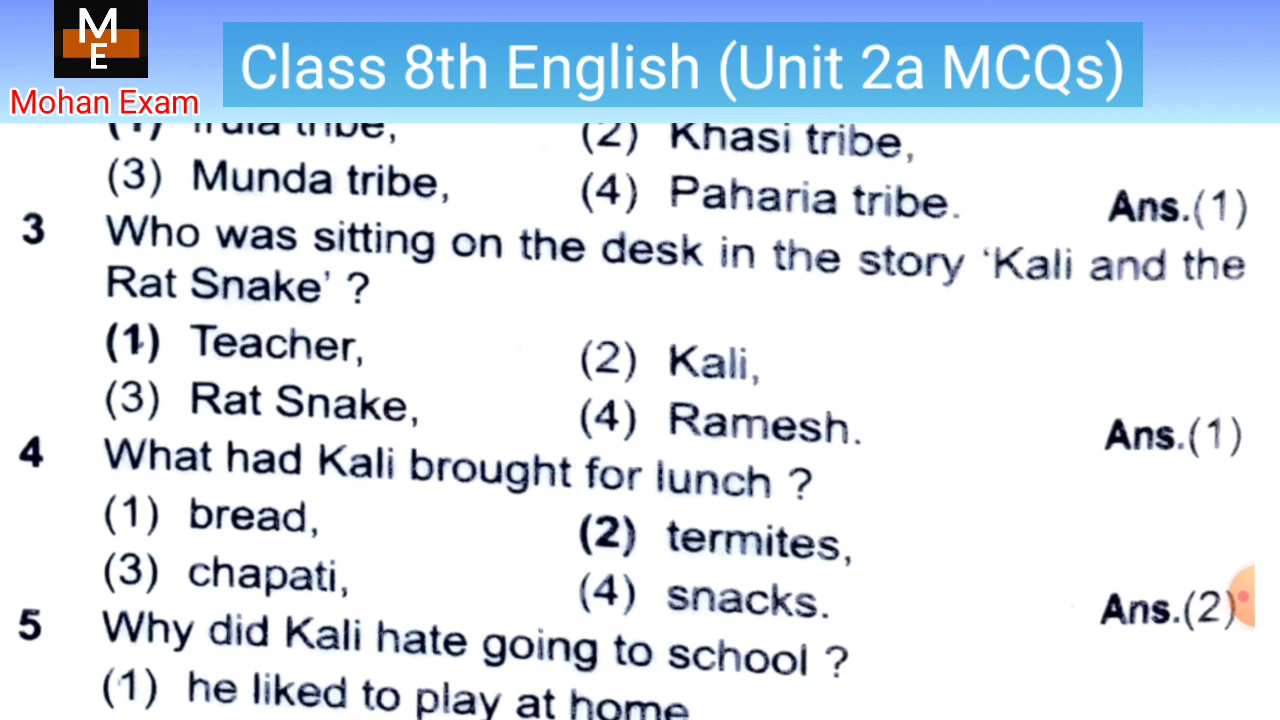 ME
Mohan Exam
Class 8th English (Unit 2a MCQs)
(1) Irula tribe, (2) Khasi tribe,
(3) Munda tribe, (4) Paharia tribe. Ans.(1)
3 Who was sitting on the desk in the story ‘Kali and the
Rat Snake’ ?
(1) Teacher, (2) Kali,
(3) Rat Snake, (4) Ramesh. Ans.(1)
4 What had Kali brought for lunch ?
(1) bread, (2) termites,
(3) chapati, (4) snacks. Ans.(2)
5 Why did Kali hate going to school ?
(1) he liked to play at home